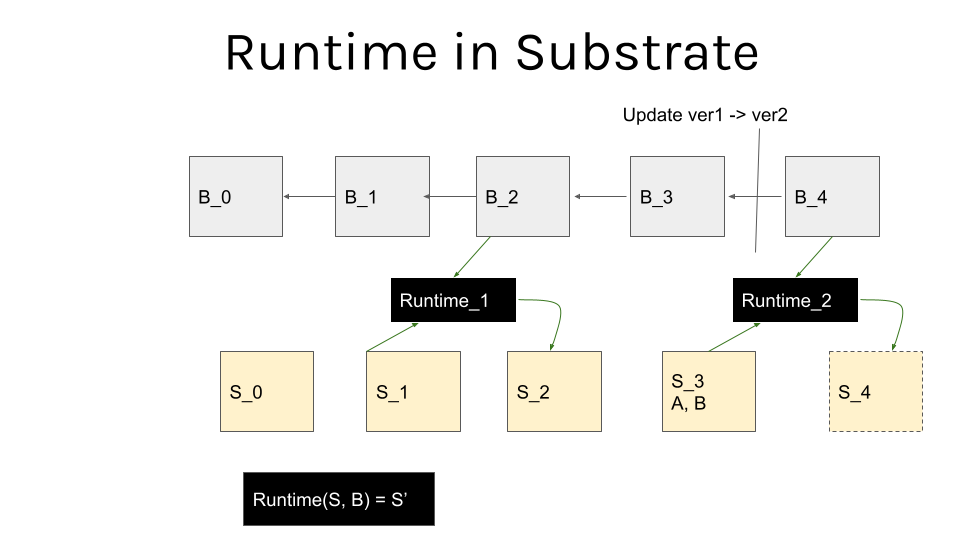 Runtime in Substrate
Update ver1 -> ver2
B_0
B_1
B_2
B_3
B_4
Runtime_1
Runtime_2
S_0
S_1
S_2
S_3
A, B
S_4
Runtime(S, B) = S’